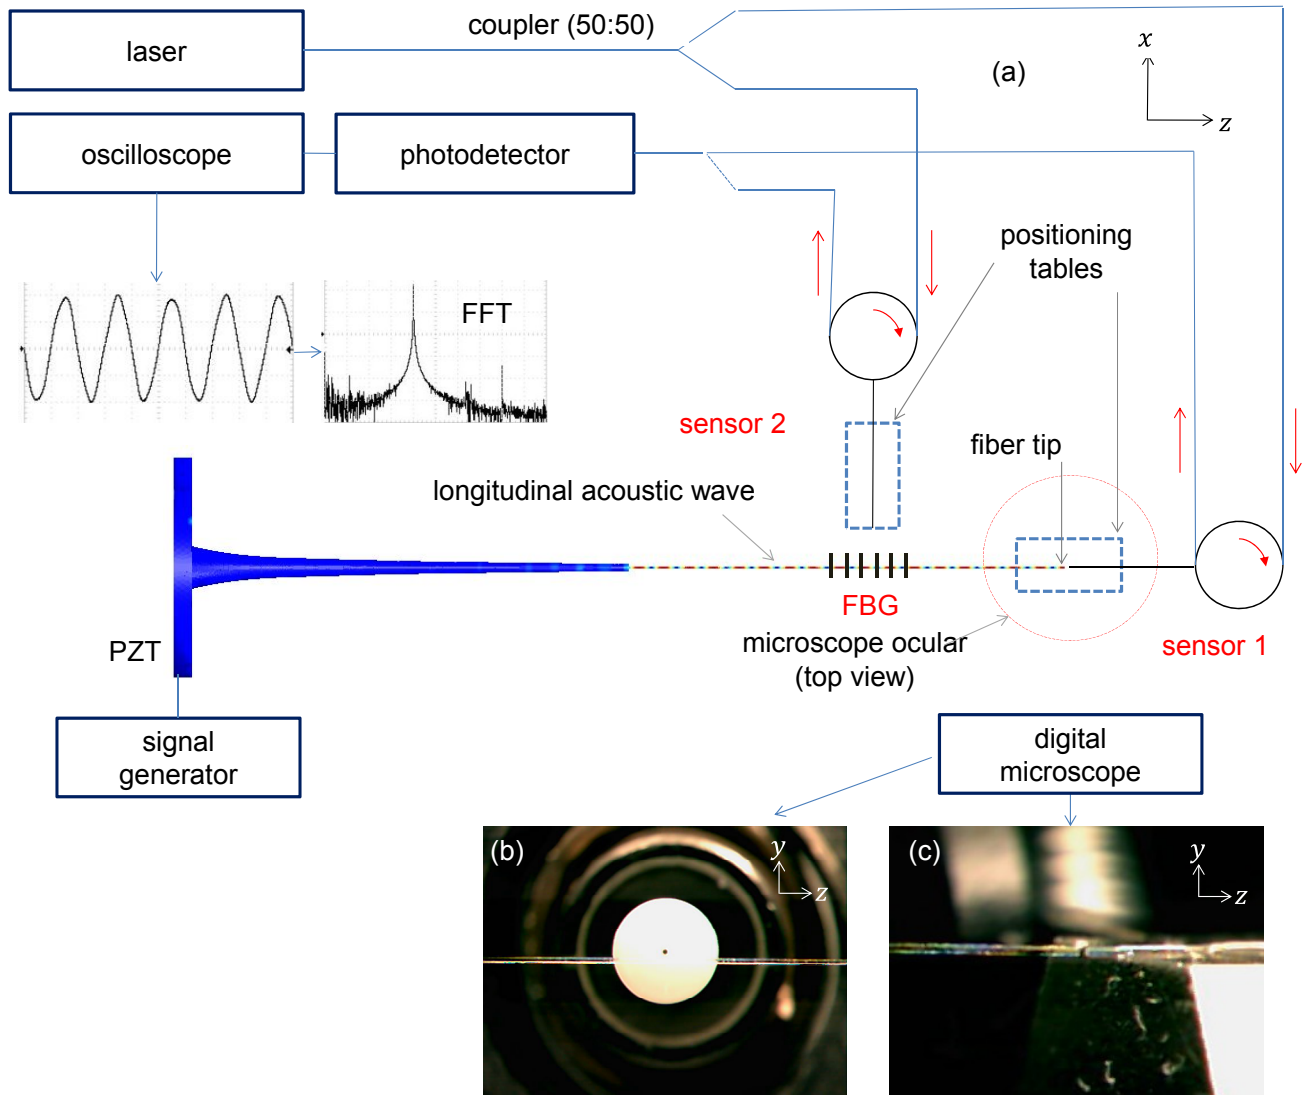 coupler (50:50)
laser
(a)
x
z
oscilloscope
photodetector
positioning
tables
FFT
sensor 2
fiber tip
longitudinal acoustic wave
FBG
microscope ocular
(top view)
sensor 1
PZT
signal
generator
digital
microscope
(b)
y
z
(c)
y
z